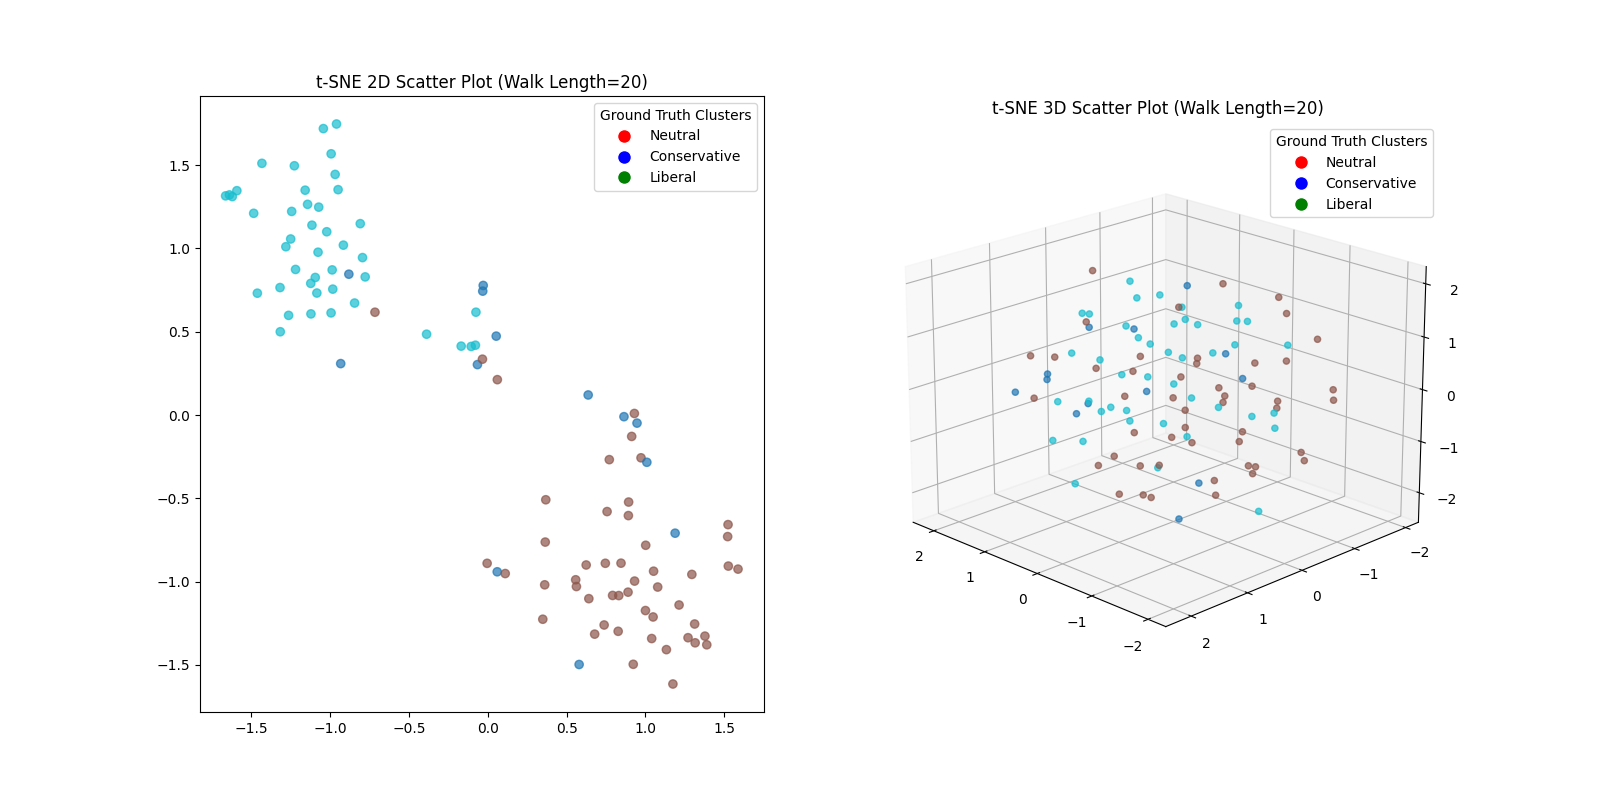 t-SNE 2D Scatter Plot (Walk Length=20)
Ground Truth Clusters
Neutral
Conservative
Liberal
1.5
1.0
0.5
0.0
−0.5
−1.0
−1.5
−1.5 −1.0 −0.5 0.0 0.5 1.0 1.5
t-SNE 3D Scatter Plot (Walk Length=20)
Ground Truth Clusters
Neutral
Conservative
Liberal
2
1
0
−1
−2
2 1 0 −1 −2
2 1 0 −1 −2